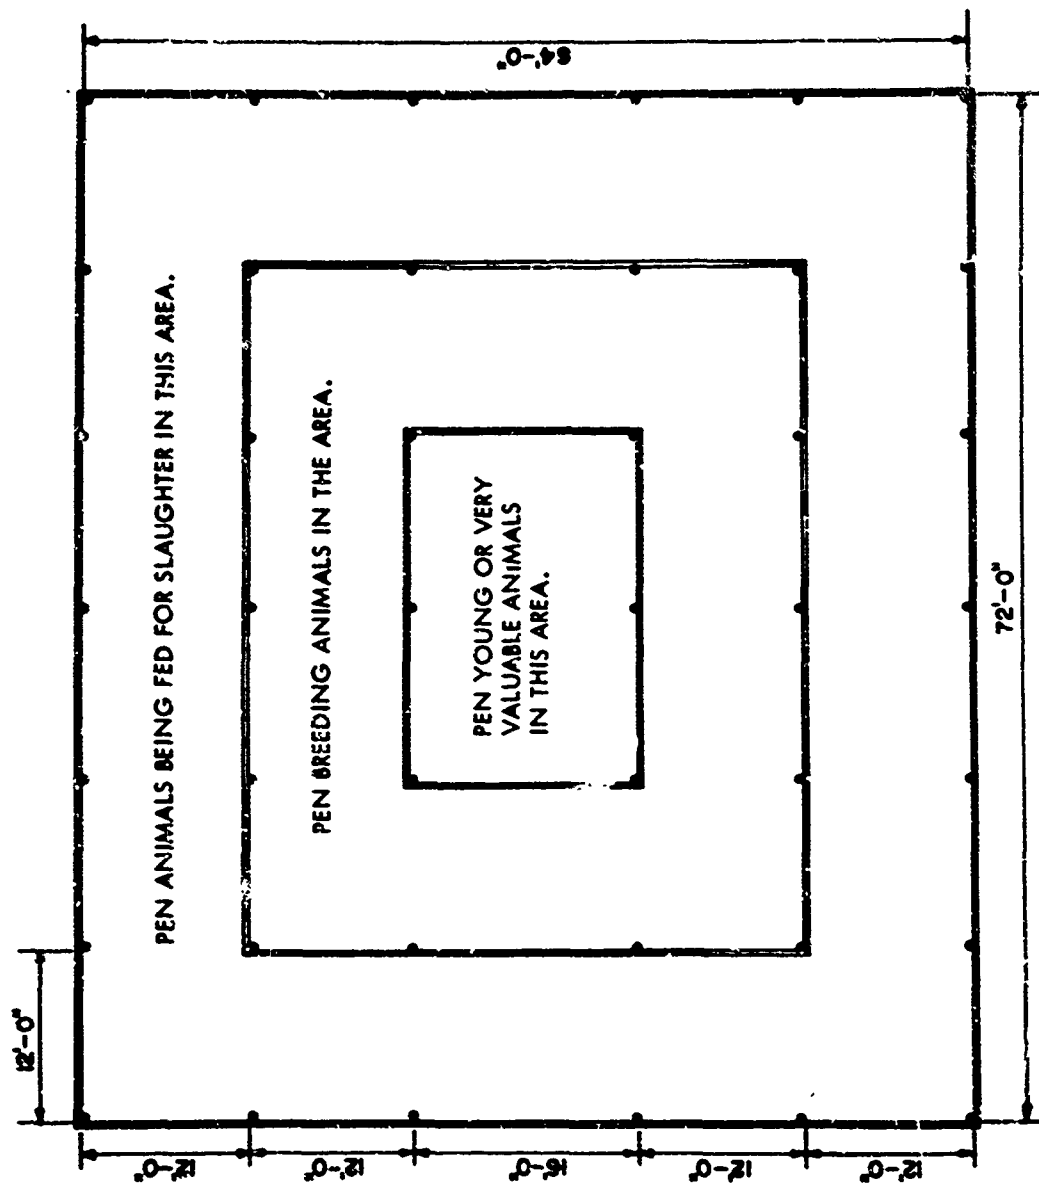 64'-0"
PEN ANIMALS BEING FED FOR SLAUGHTER IN THIS AREA.
PEN BREEDING ANIMALS IN THE AREA.
PEN YOUNG OR VERY
VALUABLE ANIMALS
IN THIS AREA.
72'-0"
12'-0"
12'-0"
12'-0"
16'-0"
12'-0"
12'-0"